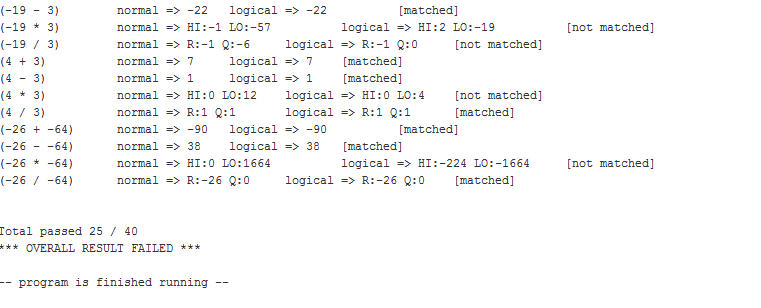 (-19 - 3) normal => -22 logical => -22 [matched]
(-19 * 3) normal => HI:-1 LO:-57 logical => HI:2 LO:-19 [not matched]
(-19 / 3) normal => R:-1 Q:-6 logical => R:-1 Q:0 [not matched]
(4 + 3) normal => 7 logical => 7 [matched]
(4 - 3) normal => 1 logical => 1 [matched]
(4 * 3) normal => HI:0 LO:12 logical => HI:0 LO:4 [not matched]
(4 / 3) normal => R:1 Q:1 logical => R:1 Q:1 [matched]
(-26 + -64) normal => -90 logical => -90 [matched]
(-26 - -64) normal => 38 logical => 38 [matched]
(-26 * -64) normal => HI:0 LO:1664 logical => HI:-224 LO:-1664 [not matched]
(-26 / -64) normal => R:-26 Q:0 logical => R:-26 Q:0 [matched]
Total passed 25 / 40
*** OVERALL RESULT FAILED ***
-- program is finished running --